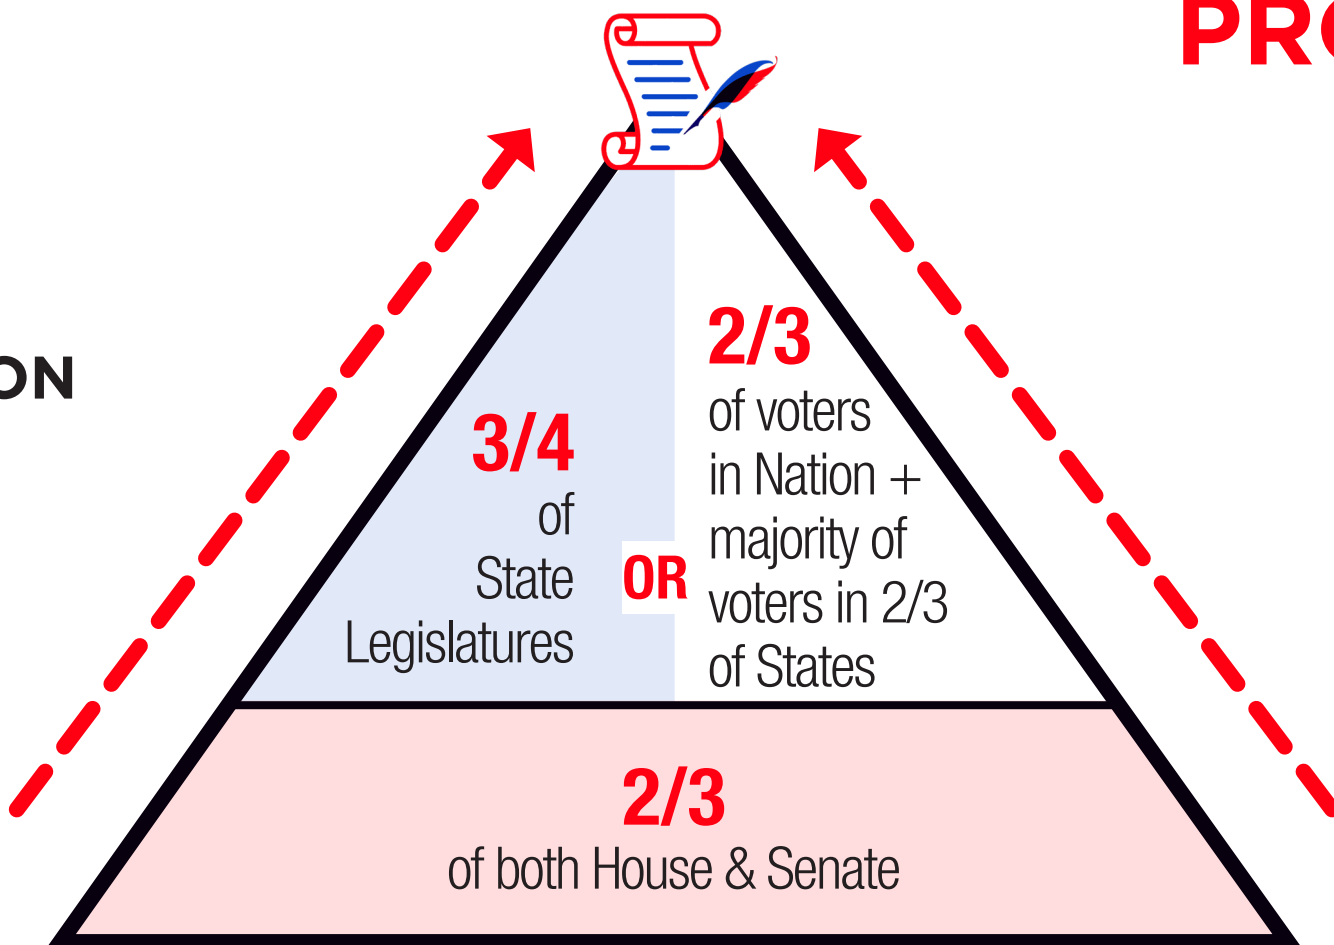 PRO
ON
3/4
of
State
Legislatures
OR
2/3
of voters
in Nation +
majority of
voters in 2/3
of States
2/3
of both House & Senate